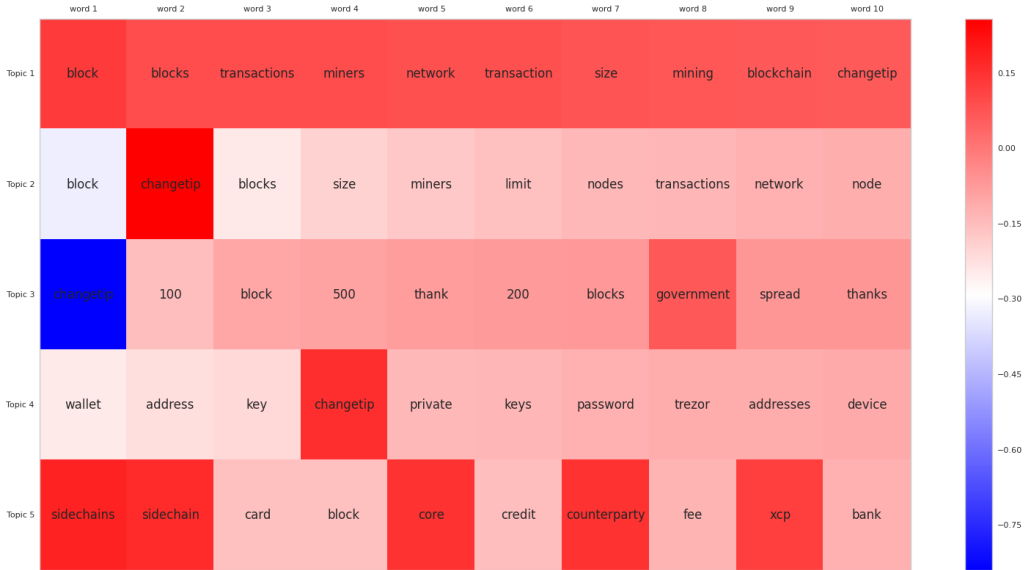 word 1 word 2 word 3 word 4 word 5 word 6 word 7 word 8 word 9 word 10
Topic 1 block blocks transactions miners network transaction size mining blockchain changetip
Topic 2 block changetip blocks size miners limit nodes transactions network node
Topic 3 changetip 100 block 500 thank 200 blocks government spread thanks
Topic 4 wallet address key changetip private keys password trezor addresses device
Topic 5 sidechains sidechain card block core credit counterparty fee xcp bank
0.15
0.00
−0.15
−0.30
−0.45
−0.60
−0.75